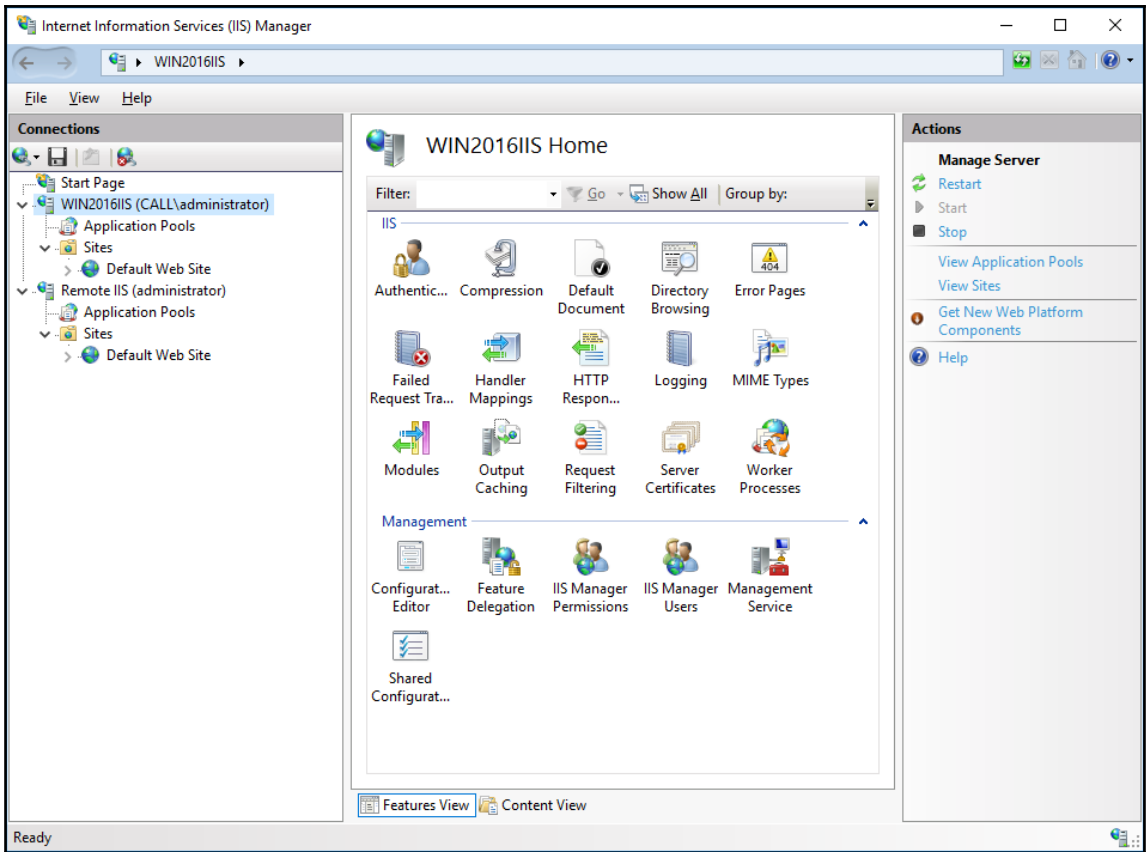 Internet Information Services (IIS) Manager
WIN2016IIS
File View Help
Connections
Start Page
WIN2016IIS (CALL\administrator)
Application Pools
Sites
Default Web Site
Remote IIS (administrator)
Application Pools
Sites
Default Web Site
WIN2016IIS Home
Filter: Go Show All Group by:
IIS
Authentic... Compression Default Directory Error Pages
Document Browsing
404
Failed Handler HTTP Logging MIME Types
Request Tra... Mappings Respon...
Modules Output Request Server Worker
Caching Filtering Certificates Processes
Management
Configurat... Feature IIS Manager IIS Manager Management
Editor Delegation Permissions Users Service
Shared
Configurat...
Features View Content View
Actions
Manage Server
Restart
Start
Stop
View Application Pools
View Sites
Get New Web Platform
Components
Help
Ready